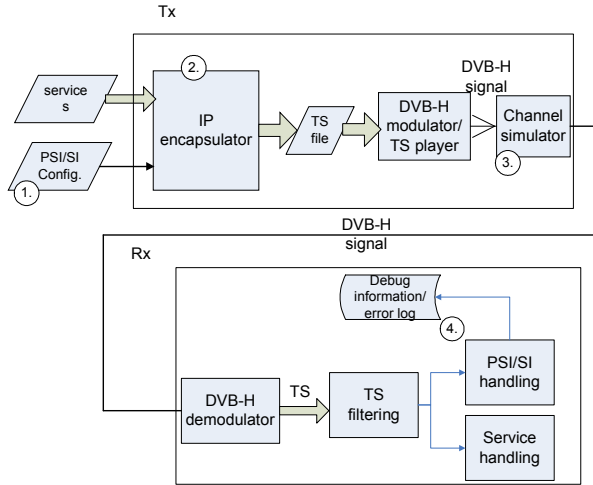 Tx
service
s
PSI/SI
Config.
1.
2.
IP
encapsulator
TS
file
DVB-H
modulator/
TS player
DVB-H
signal
Channel
simulator
3.
DVB-H
signal
Rx
Debug
information/
error log
4.
PSI/SI
handling
DVB-H
demodulator
TS
TS
filtering
Service
handling